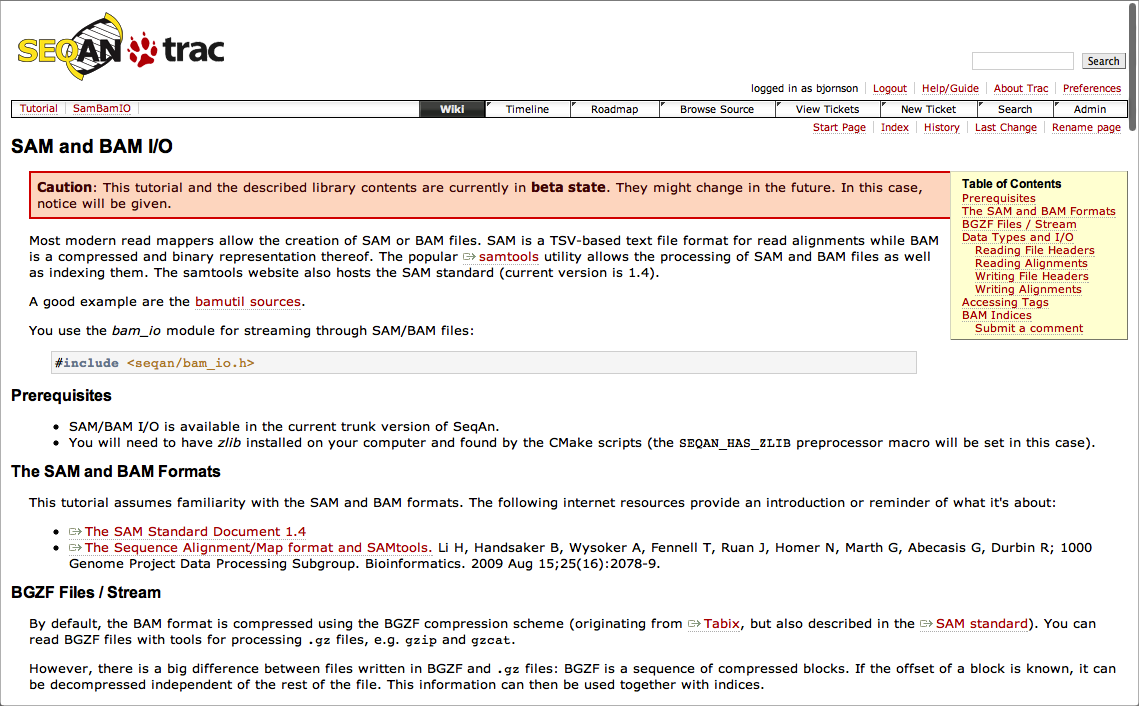 SEQAN trac
Search
logged in as bjornson Logout Help/Guide About Trac Preferences
Tutorial SamBamIO Wiki Timeline Roadmap Browse Source View Tickets New Ticket Search Admin
Start Page Index History Last Change Rename page
SAM and BAM I/O
Caution: This tutorial and the described library contents are currently in beta state. They might change in the future. In this case,
notice will be given.
Table of Contents
Prerequisites
The SAM and BAM Formats
BGZF Files / Stream
Data Types and I/O
Reading File Headers
Reading Alignments
Writing File Headers
Writing Alignments
Accessing Tags
BAM Indices
Submit a comment
Most modern read mappers allow the creation of SAM or BAM files. SAM is a TSV-based text file format for read alignments while BAM
is a compressed and binary representation thereof. The popular samtools utility allows the processing of SAM and BAM files as well
as indexing them. The samtools website also hosts the SAM standard (current version is 1.4).
A good example are the bamutil sources.
You use the bam_io module for streaming through SAM/BAM files:
#include <seqan/bam_io.h>
Prerequisites
SAM/BAM I/O is available in the current trunk version of SeqAn.
You will need to have zlib installed on your computer and found by the CMake scripts (the SEQAN_HAS_ZLIB preprocessor macro will be set in this case).
The SAM and BAM Formats
This tutorial assumes familiarity with the SAM and BAM formats. The following internet resources provide an introduction or reminder of what it's about:
The SAM Standard Document 1.4
The Sequence Alignment/Map format and SAMtools. Li H, Handsaker B, Wysoker A, Fennell T, Ruan J, Homer N, Marth G, Abecasis G, Durbin R; 1000
Genome Project Data Processing Subgroup. Bioinformatics. 2009 Aug 15;25(16):2078-9.
BGZF Files / Stream
By default, the BAM format is compressed using the BGZF compression scheme (originating from Tabix, but also described in the SAM standard). You can
read BGZF files with tools for processing .gz files, e.g. gzip and gzcat.
However, there is a big difference between files written in BGZF and .gz files: BGZF is a sequence of compressed blocks. If the offset of a block is known, it can
be decompressed independent of the rest of the file. This information can then be used together with indices.